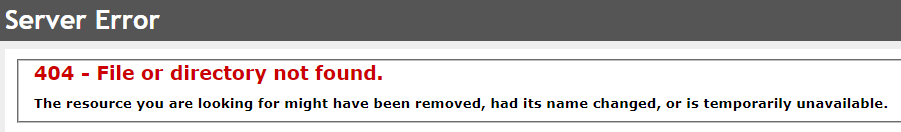 Server Error
404 - File or directory not found.
The resource you are looking for might have been removed, had its name changed, or is temporarily unavailable.